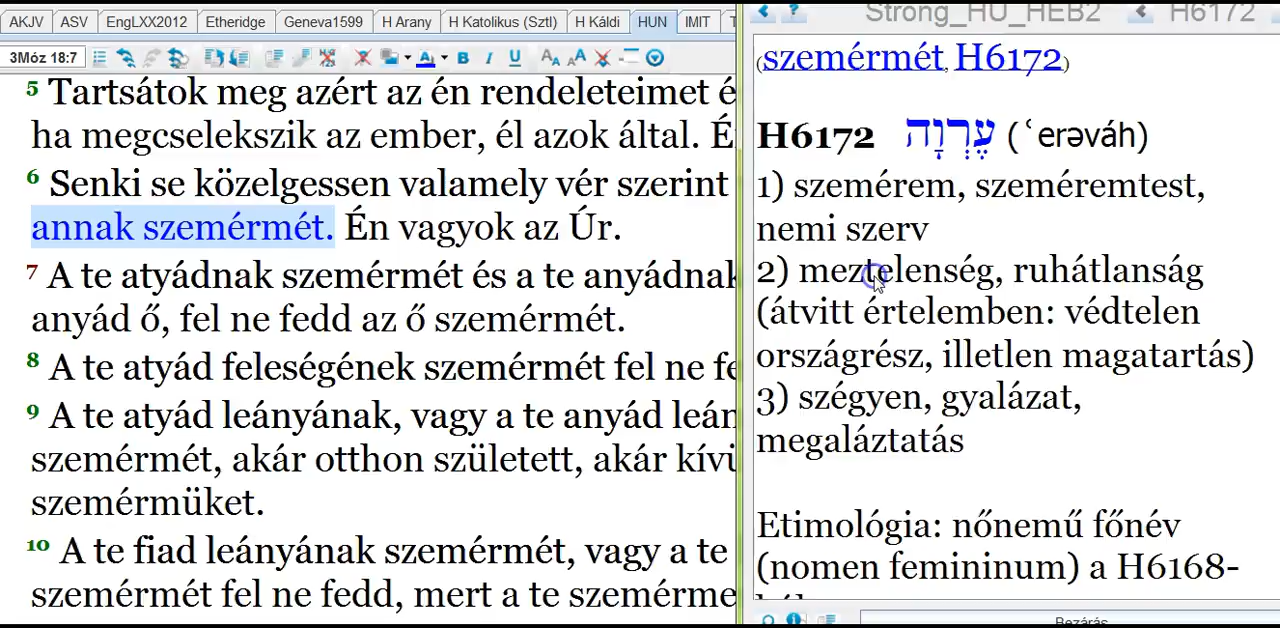 AKJV ASV EngLXX2012 Etheridge Geneva1599 H Arany H Katolikus (Sztl) H Káldi HUN IMIT
Strong_HU_HEB2 H6172
3Móz 18:7
5 Tartsátok meg azért az én rendeleteimet é
ha megcselekszik az ember, él azok által. Én
6 Senki se közelgessen valamely vér szerint
annak szemérmét. Én vagyok az Úr.
7 A te atyádnak szemérmét és a te anyádnak
anyád ő, fel ne fedd az ő szemérmét.
8 A te atyád feleségének szemérmét fel ne fe
9 A te atyád leányának, vagy a te anyád leán
szemérmét, akár otthon született, akár kívü
szemérmüket.
10 A te fiad leányának szemérmét, vagy a te
szemérmét fel ne fedd, mert a te szemérme
(szemérmét, H6172)
H6172 עֶרְוָה (ʿerəváh)
1) szemérem, szeméremtest,
nemi szerv
2) meztelenség, ruhátlanság
(átvitt értelemben: védtelen
országrész, illetlen magatartás)
3) szégyen, gyalázat,
megaláztatás
Etimológia: nőnemű főnév
(nomen femininum) a H6168-
Bezárás